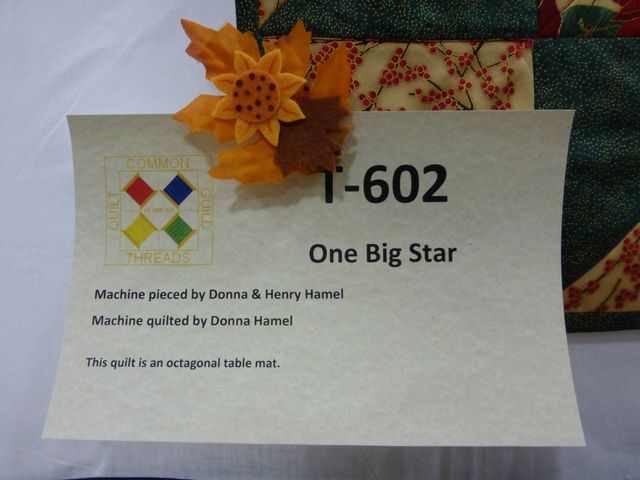 COMMON
QUILT
GUILD
VERMONT
THREADS
T-602
One Big Star
Machine pieced by Donna & Henry Hamel
Machine quilted by Donna Hamel
This quilt is an octagonal table mat.